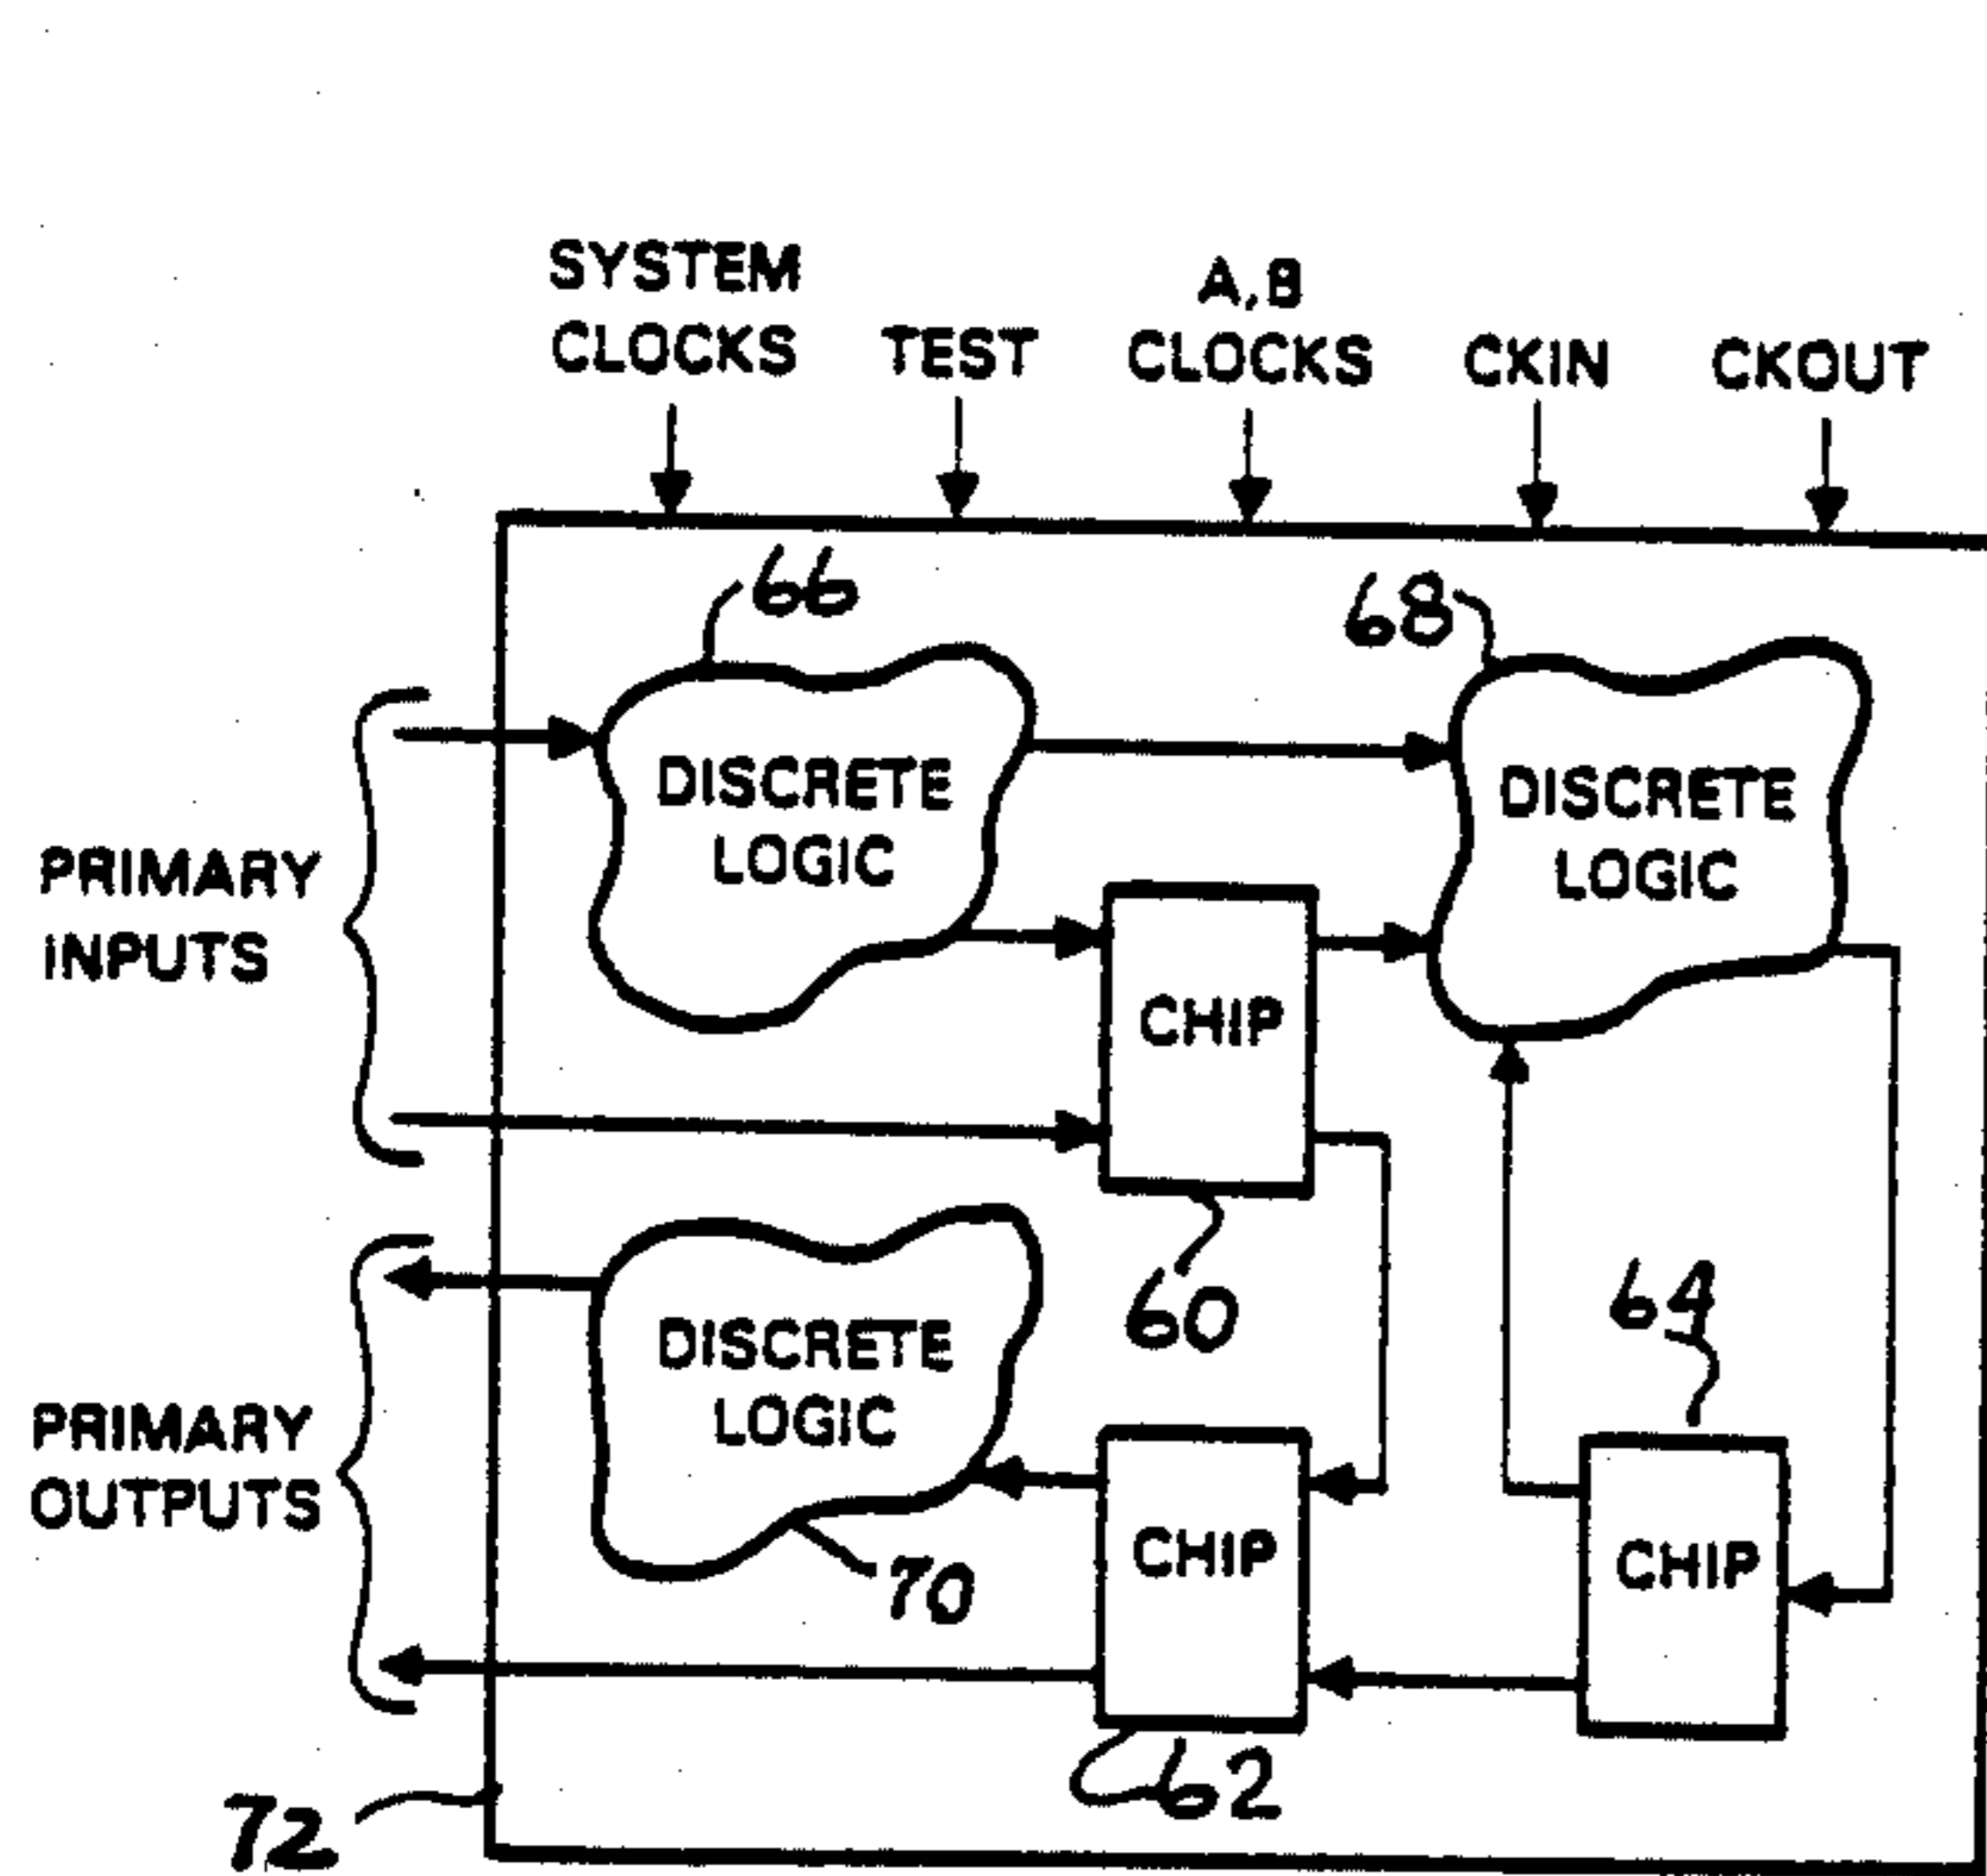 SYSTEM
CLOCKS
TEST
A,B
CLOCKS
CKIN
CKOUT
66
68
DISCRETE
LOGIC
DISCRETE
LOGIC
PRIMARY
INPUTS
CHIP
60
64
DISCRETE
LOGIC
PRIMARY
OUTPUTS
CHIP
CHIP
70
62
72